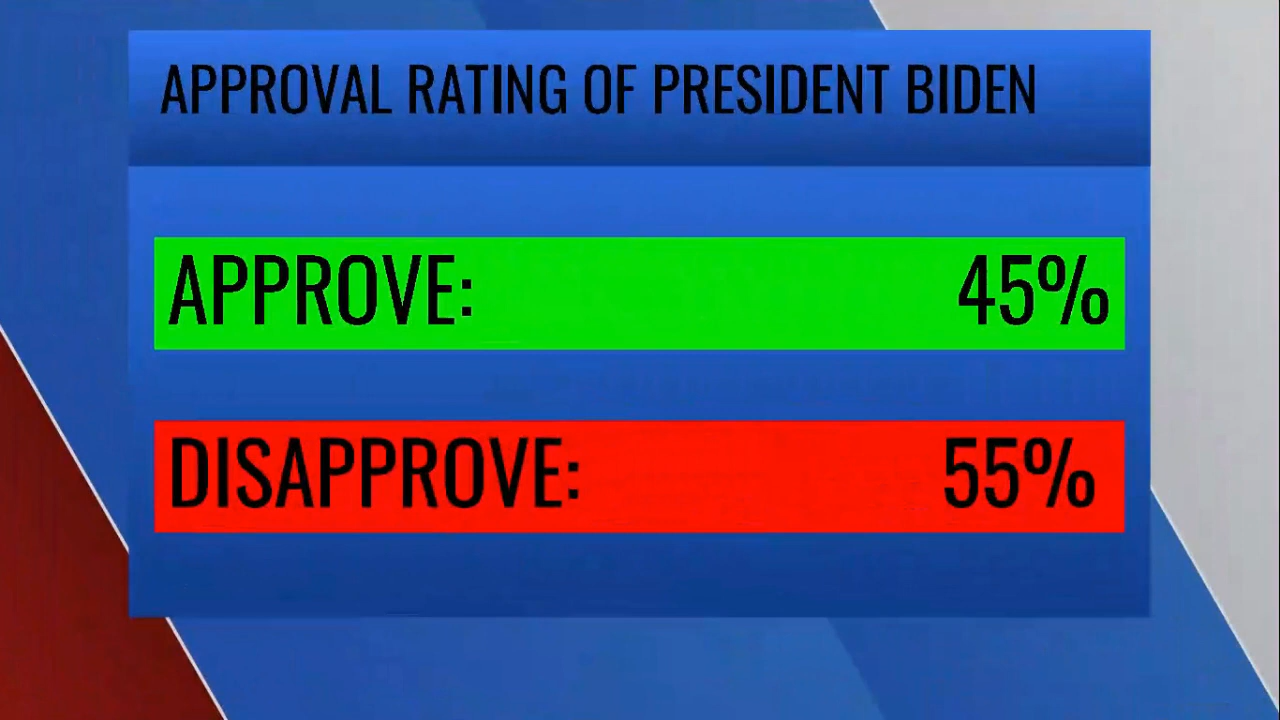 APPROVAL RATING OF PRESIDENT BIDEN
APPROVE: 45%
DISAPPROVE: 55%